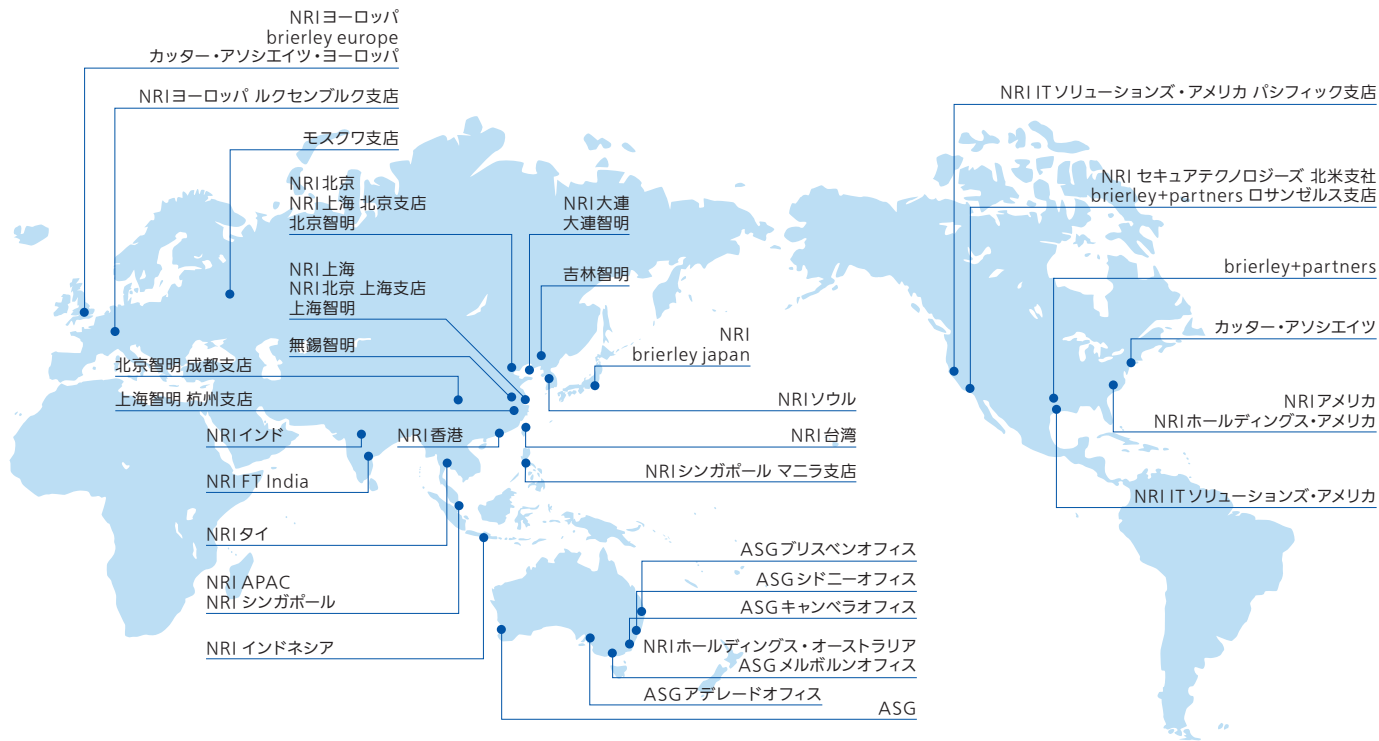 NRIヨーロッパ
brierley europe
カッター・アソシエイツ・ヨーロッパ
NRIヨーロッパ ルクセンブルク支店
モスクワ支店
NRI北京
NRI上海 北京支店
北京智明
NRI大連
大連智明
NRI上海
NRI北京 上海支店
上海智明
吉林智明
無錫智明
NRI
brierley japan
北京智明 成都支店
上海智明 杭州支店
NRIソウル
NRIインド
NRI香港
NRI台湾
NRIシンガポール マニラ支店
NRI FT India
NRIタイ
NRI APAC
NRI シンガポール
NRI インドネシア
ASGブリスベンオフィス
ASGシドニーオフィス
ASGキャンベラオフィス
NRIホールディングス・オーストラリア
ASGメルボルンオフィス
ASGアデレードオフィス
ASG
NRI ITソリューションズ・アメリカ パシフィック支店
NRI セキュアテクノロジーズ 北米支社
brierley+partners ロサンゼルス支店
brierley+partners
カッター・アソシエイツ
NRIアメリカ
NRIホールディングス・アメリカ
NRI ITソリューションズ・アメリカ